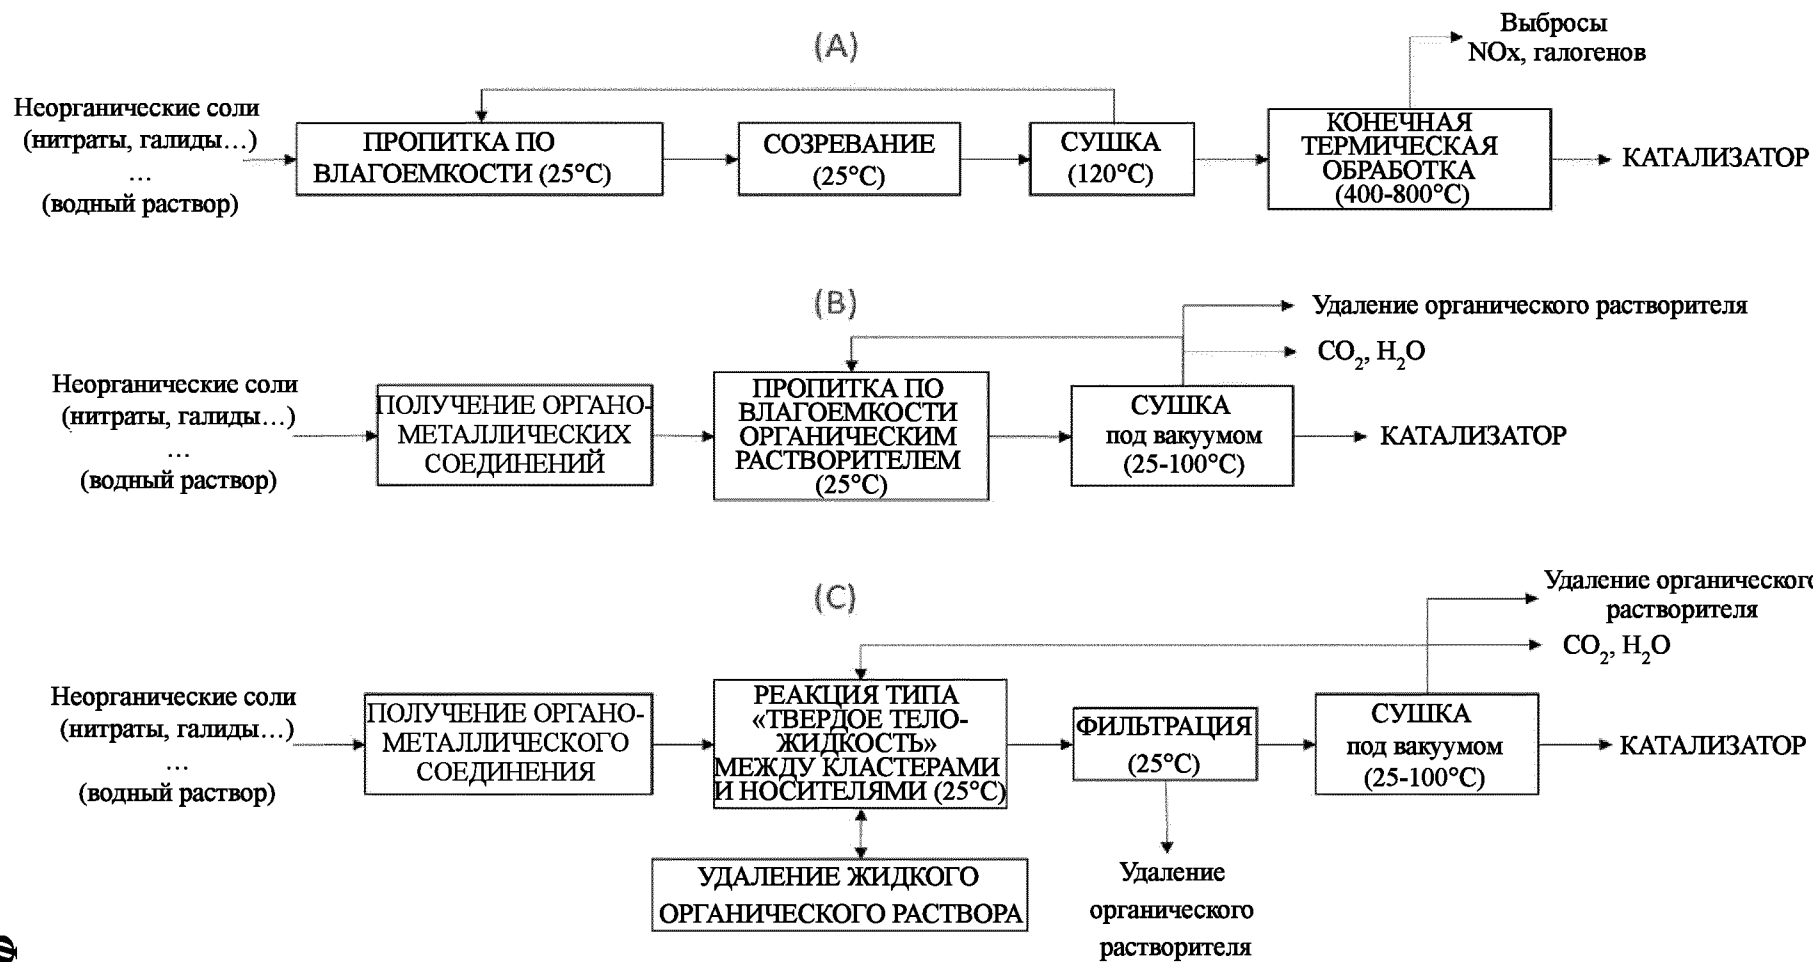 (A)
Выбросы
NOx, галогенов
Неорганические соли
(нитраты, галиды…)
…
(водный раствор)
ПРОПИТКА ПО
ВЛАГОЕМКОСТИ (25°C)
СОЗРЕВАНИЕ
(25°C)
СУШКА
(120°C)
КОНЕЧНАЯ
ТЕРМИЧЕСКАЯ
ОБРАБОТКА
(400-800°C)
КАТАЛИЗАТОР
(B)
Удаление органического растворителя
CO₂, H₂O
Неорганические соли
(нитраты, галиды…)
…
(водный раствор)
ПОЛУЧЕНИЕ ОРГАНО-
МЕТАЛЛИЧЕСКИХ
СОЕДИНЕНИЙ
ПРОПИТКА ПО
ВЛАГОЕМКОСТИ
ОРГАНИЧЕСКИМ
РАСТВОРИТЕЛЕМ
(25°C)
СУШКА
под вакуумом
(25-100°C)
КАТАЛИЗАТОР
(C)
Удаление органического
растворителя
CO₂, H₂O
Неорганические соли
(нитраты, галиды…)
…
(водный раствор)
ПОЛУЧЕНИЕ ОРГАНО-
МЕТАЛЛИЧЕСКОГО
СОЕДИНЕНИЯ
РЕАКЦИЯ ТИПА
«ТВЕРДОЕ ТЕЛО-
ЖИДКОСТЬ»
МЕЖДУ КЛАСТЕРАМИ
И НОСИТЕЛЯМИ (25°C)
ФИЛЬТРАЦИЯ
(25°C)
СУШКА
под вакуумом
(25-100°C)
КАТАЛИЗАТОР
УДАЛЕНИЕ ЖИДКОГО
ОРГАНИЧЕСКОГО РАСТВОРА
Удаление
органического
растворителя